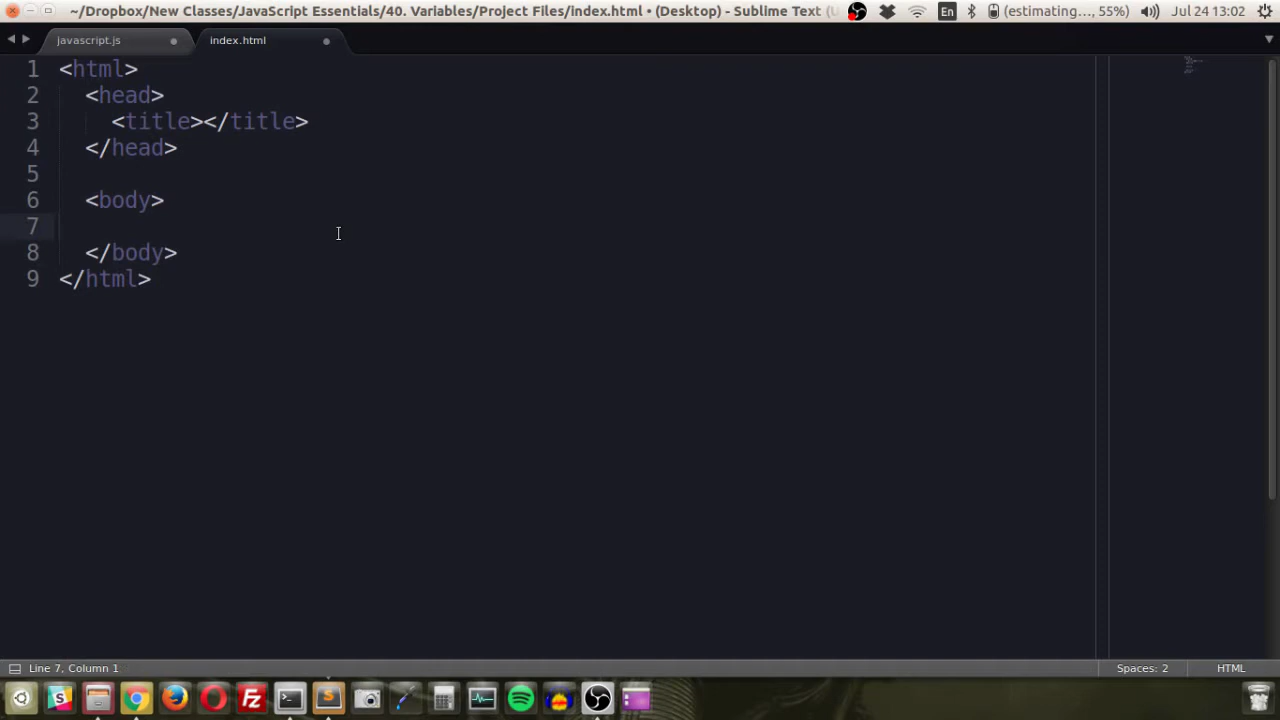 ~/Dropbox/New Classes/JavaScript Essentials/40. Variables/Project Files/index.html • (Desktop) - Sublime Text (
En (estimating..., 55%) Jul 24 13:02
javascript.js index.html
1 <html>
2 <head>
3 <title></title>
4 </head>
5
6 <body>
7
8 </body>
9 </html>
Line 7, Column 1 Spaces: 2 HTML